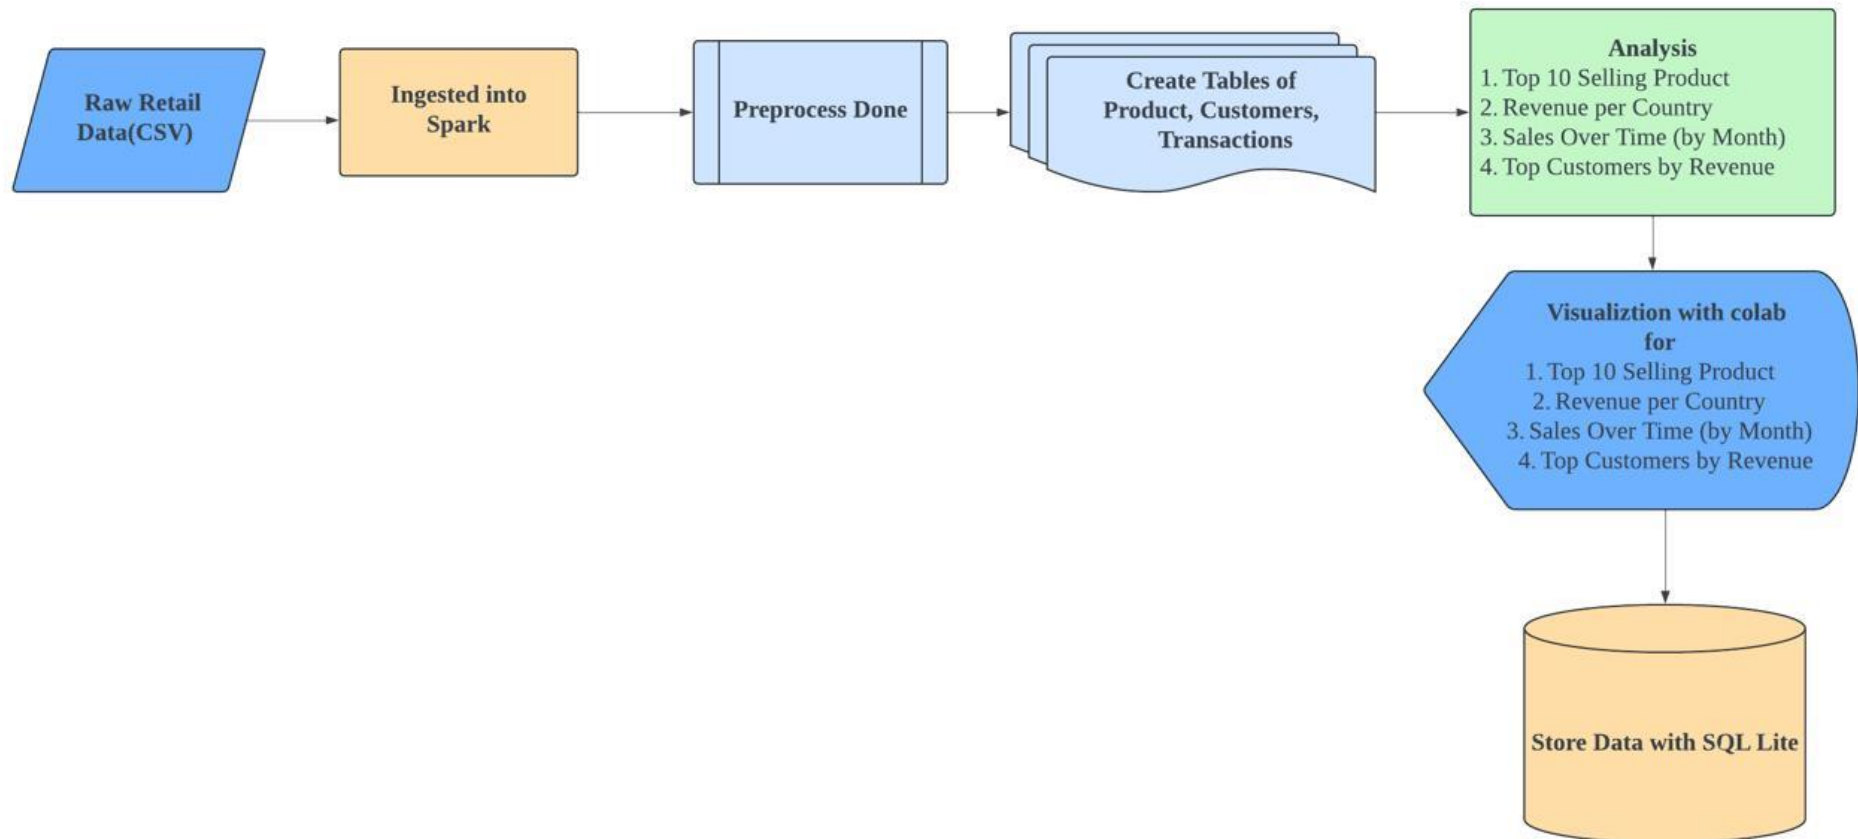 Raw Retail
Data(CSV)
Ingested into
Spark
Preprocess Done
Create Tables of
Product, Customers,
Transactions
Analysis
1. Top 10 Selling Product
2. Revenue per Country
3. Sales Over Time (by Month)
4. Top Customers by Revenue
Visualiztion with colab
for
1. Top 10 Selling Product
2. Revenue per Country
3. Sales Over Time (by Month)
4. Top Customers by Revenue
Store Data with SQL Lite